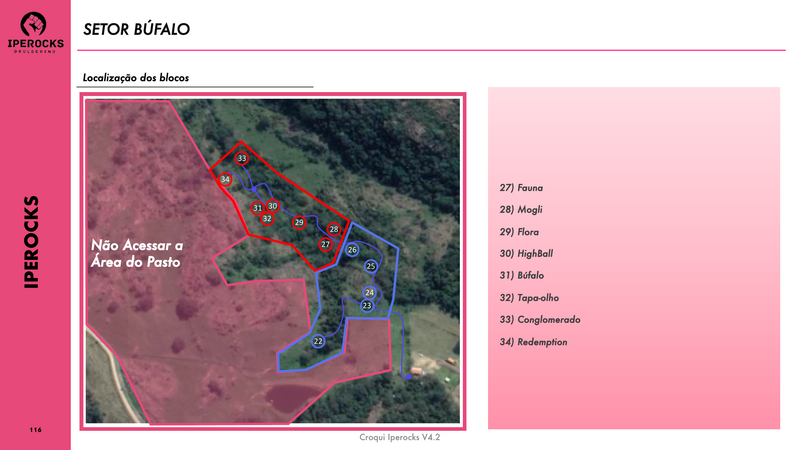 IPEROCKS
BOULDERING
SETOR BÚFALO
Localização dos blocos
33
34
31
30
32
29
28
27
26
25
24
23
22
Não Acessar a
Área do Pasto
27) Fauna
28) Mogli
29) Flora
30) HighBall
31) Búfalo
32) Tapa-olho
33) Conglomerado
34) Redemption
IPEROCKS
116
Croqui Iperocks V4.2